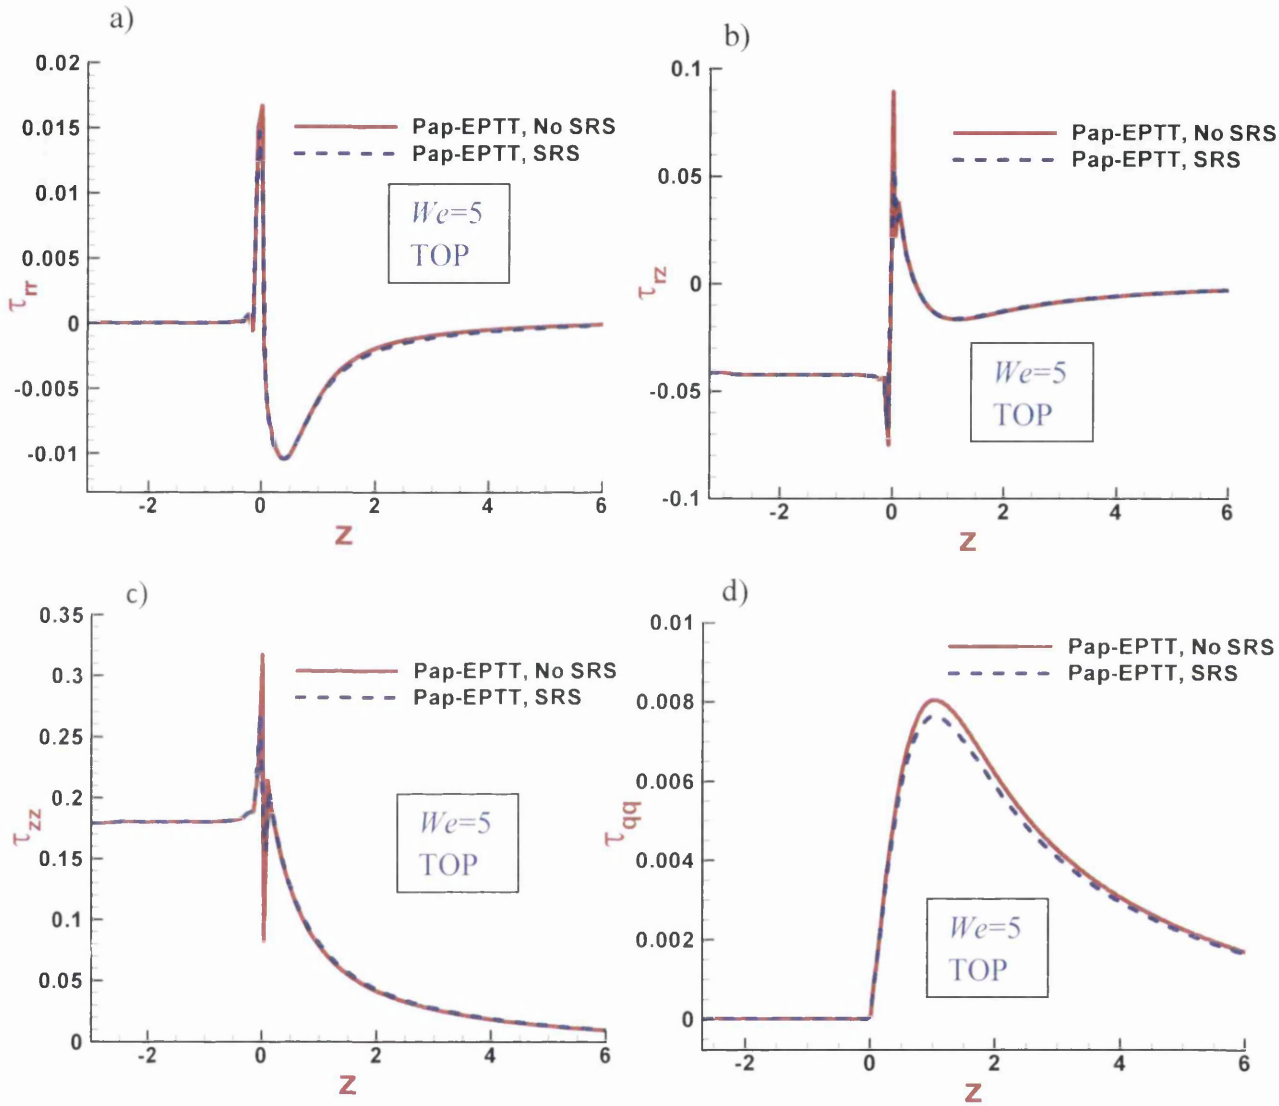 a)
0.02
0.015
0.01
0.005
0
-0.005
-0.01
-2
0
2
4
6
τrr
Z
Pap-EPTT, No SRS
Pap-EPTT, SRS
We=5
TOP
b)
0.1
0.05
0
-0.05
-0.1
-2
0
2
4
6
τrz
Z
Pap-EPTT, No SRS
Pap-EPTT, SRS
We=5
TOP
c)
0.35
0.3
0.25
0.2
0.15
0.1
0.05
0
-2
0
2
4
6
τzz
Z
Pap-EPTT, No SRS
Pap-EPTT, SRS
We=5
TOP
d)
0.01
0.008
0.006
0.004
0.002
0
-2
0
2
4
6
τqq
Z
Pap-EPTT, No SRS
Pap-EPTT, SRS
We=5
TOP